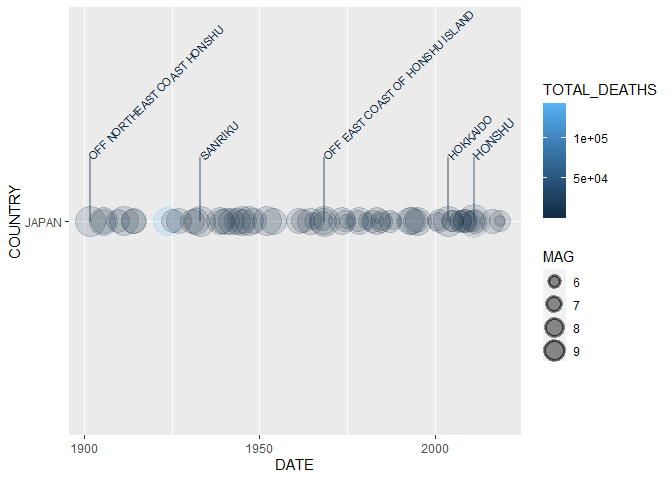 OFF NORTHEAST COAST HONSHU
SANRIKU
OFF EAST COAST OF HONSHU ISLAND
HOKKAIDO
HONSHU
COUNTRY
JAPAN
1900
1950
2000
DATE
TOTAL_DEATHS
1e+05
5e+04
MAG
6
7
8
9